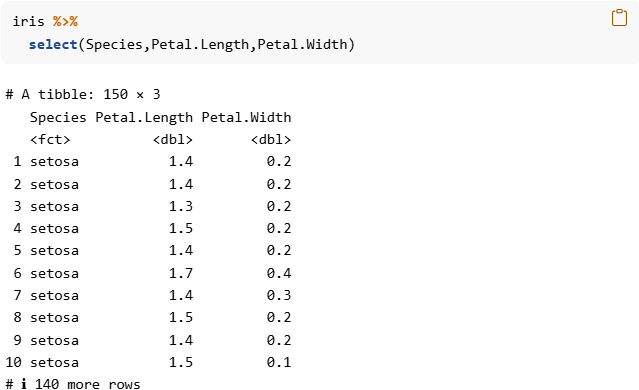 iris %>%
  select(Species,Petal.Length,Petal.Width)
# A tibble: 150 × 3
   Species Petal.Length Petal.Width
   <fct>          <dbl>       <dbl>
 1 setosa           1.4         0.2
 2 setosa           1.4         0.2
 3 setosa           1.3         0.2
 4 setosa           1.5         0.2
 5 setosa           1.4         0.2
 6 setosa           1.7         0.4
 7 setosa           1.4         0.3
 8 setosa           1.5         0.2
 9 setosa           1.4         0.2
10 setosa           1.5         0.1
# ℹ 140 more rows